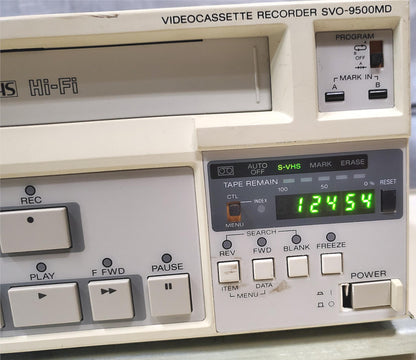 VIDEOCASSETTE RECORDER SVO-9500MD
HS Hi-Fi
PROGRAM
B
OFF
A
MARK IN
A B
AUTO OFF S-VHS MARK ERASE
TAPE REMAIN 100 50 0 %
CTL INDEX
MENU
12454
RESET
REC
SEARCH
REV FWD BLANK FREEZE
ITEM DATA
MENU
PLAY F FWD PAUSE
POWER